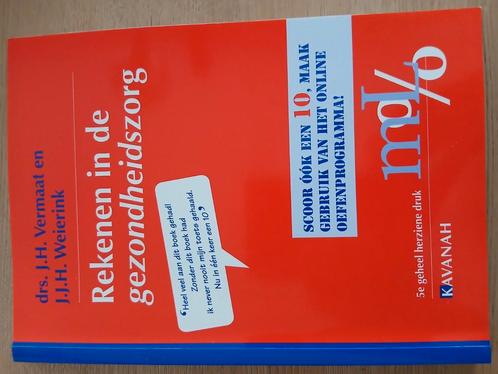 drs. J.H. Vermaat en
J.J.H. Weierink
Rekenen in de
gezondheidszorg
“Heel veel aan dit boek gehad!
Zonder dit boek had
ik never nooit mijn toets gehaald.
Nu in één keer een 10”
SCOOR ÓÓK EEN 10, MAAK
GEBRUIK VAN HET ONLINE
OEFENPROGRAMMA!
mL%
5e geheel herziene druk
KAVANAH